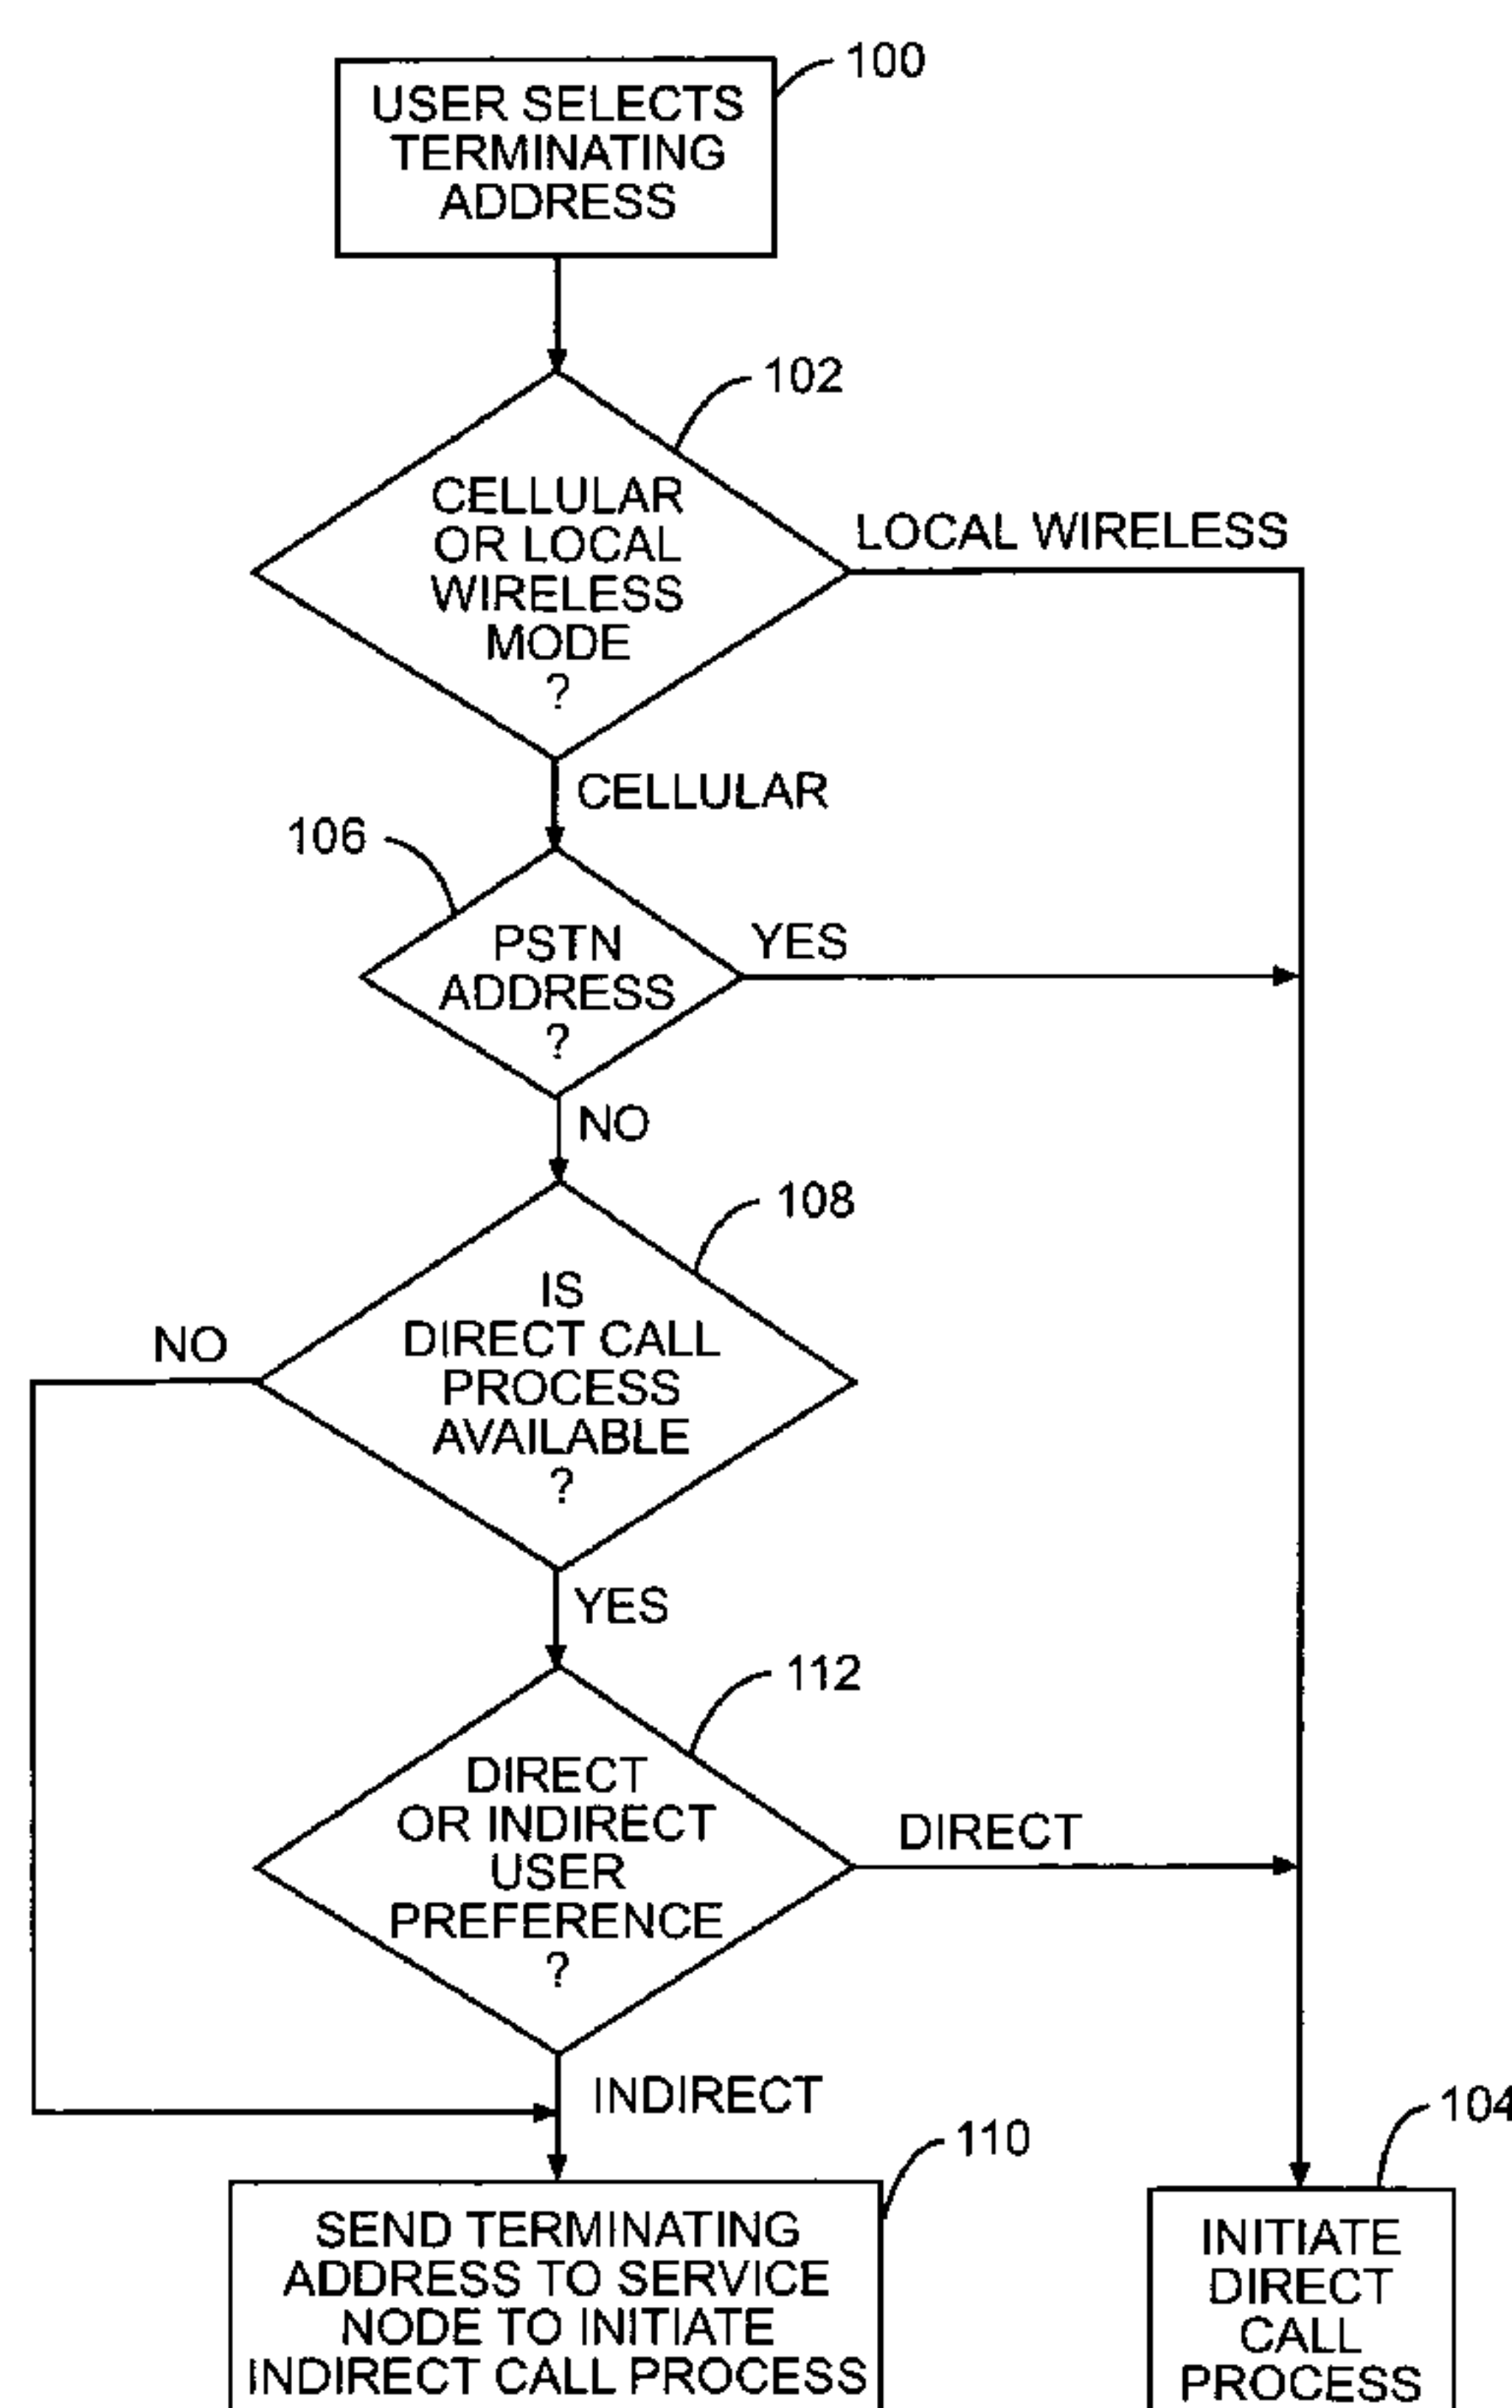 100
USER SELECTS
TERMINATING
ADDRESS
102
CELLULAR
OR LOCAL
WIRELESS
MODE
?
LOCAL WIRELESS
CELLULAR
106
PSTN
ADDRESS
?
YES
NO
108
IS
DIRECT CALL
PROCESS
AVAILABLE
?
NO
YES
112
DIRECT
OR INDIRECT
USER
PREFERENCE
?
DIRECT
INDIRECT
110
SEND TERMINATING
ADDRESS TO SERVICE
NODE TO INITIATE
INDIRECT CALL PROCESS
104
INITIATE
DIRECT
CALL
PROCESS